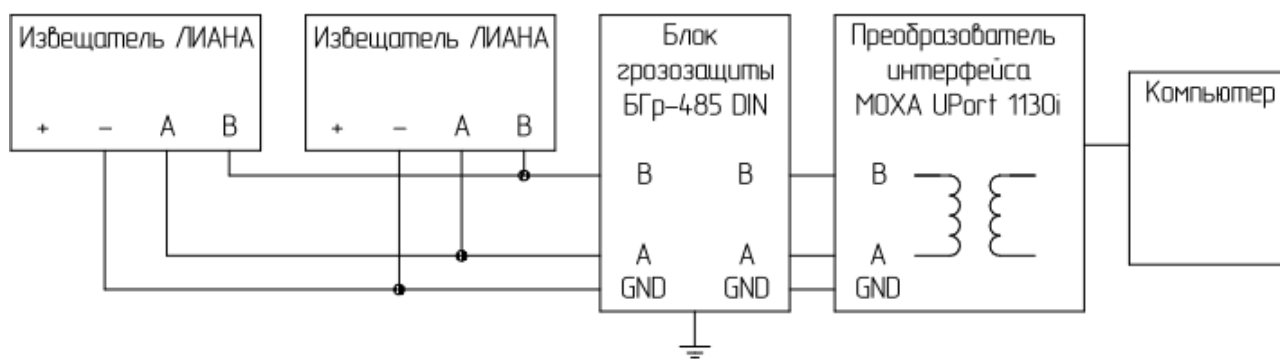 Извещатель ЛИАНА
+ – A B
Извещатель ЛИАНА
+ – A B
Блок
грозозащиты
БГр-485 DIN
B B
A A
GND GND
Преобразователь
интерфейса
MOXA UPort 1130i
B
A
GND
Компьютер